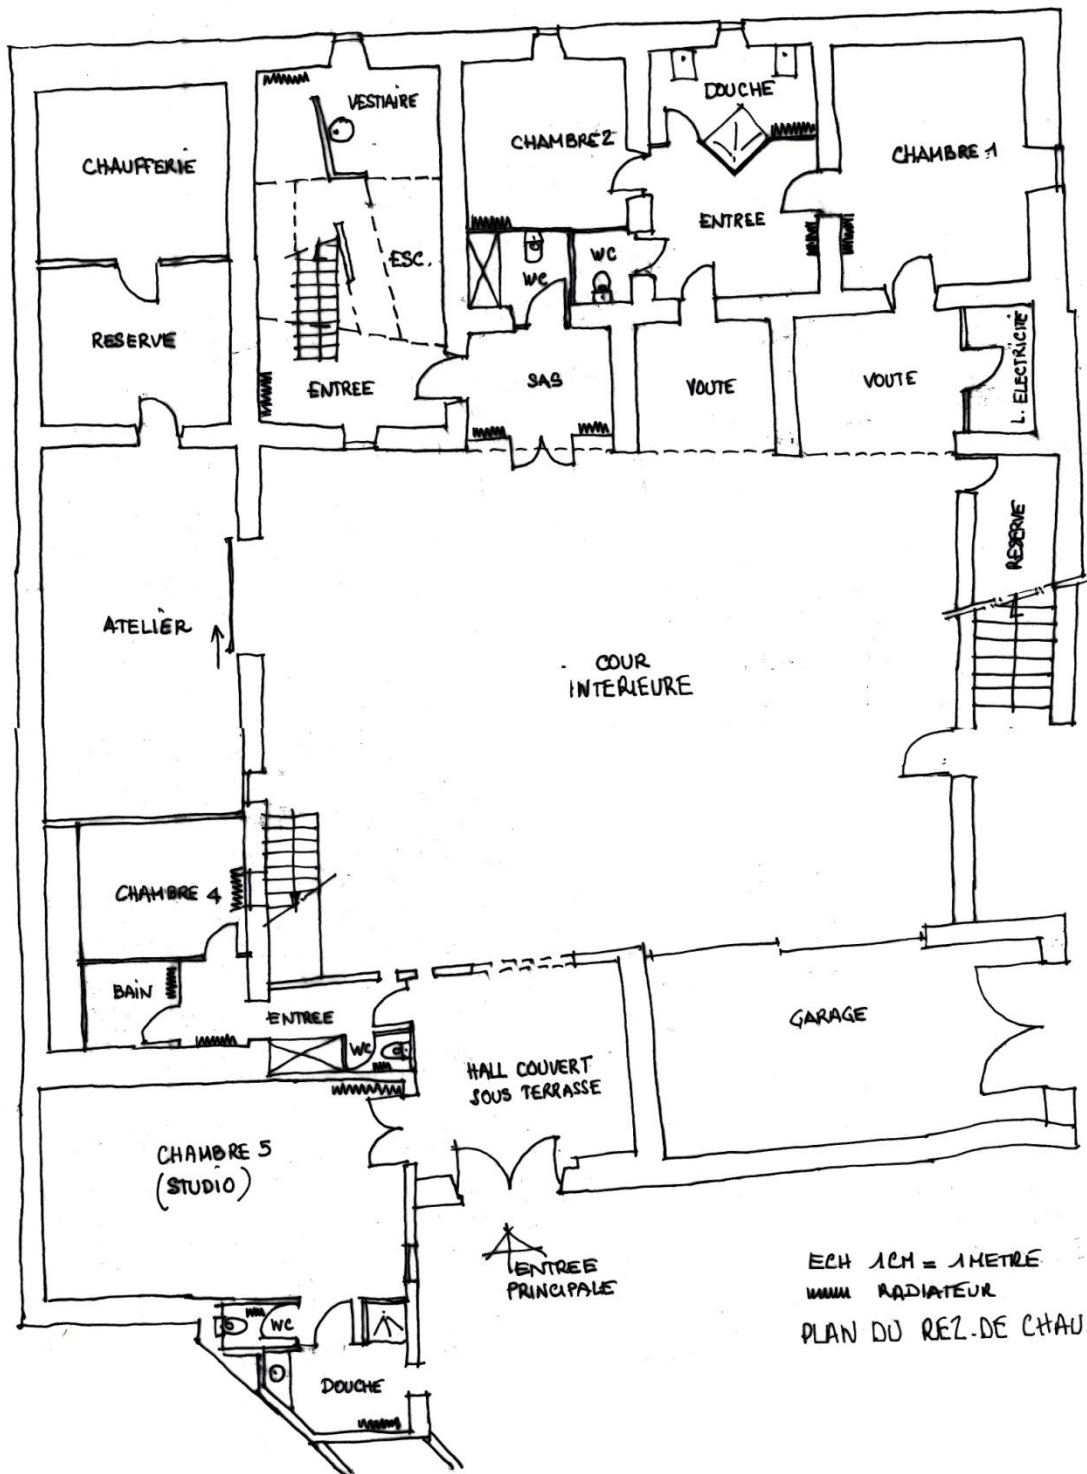 VESTIAIRE
DOUCHE
CHAUFFERIE
CHAMBRE 2
CHAMBRE 1
ENTREE
ESC.
WC
WC
RESERVE
ENTREE
SAS
VOUTE
VOUTE
L. ELECTRICITÉ
RESERVE
ATELIER
COUR
INTERIEURE
CHAMBRE 4
BAIN
ENTREE
WC
GARAGE
HALL COUVERT
SOUS TERRASSE
CHAMBRE 5
(STUDIO)
ENTREE
PRINCIPALE
ECH 1CM = 1METRE
RADIATEUR
PLAN DU REZ.DE CHAU
WC
DOUCHE